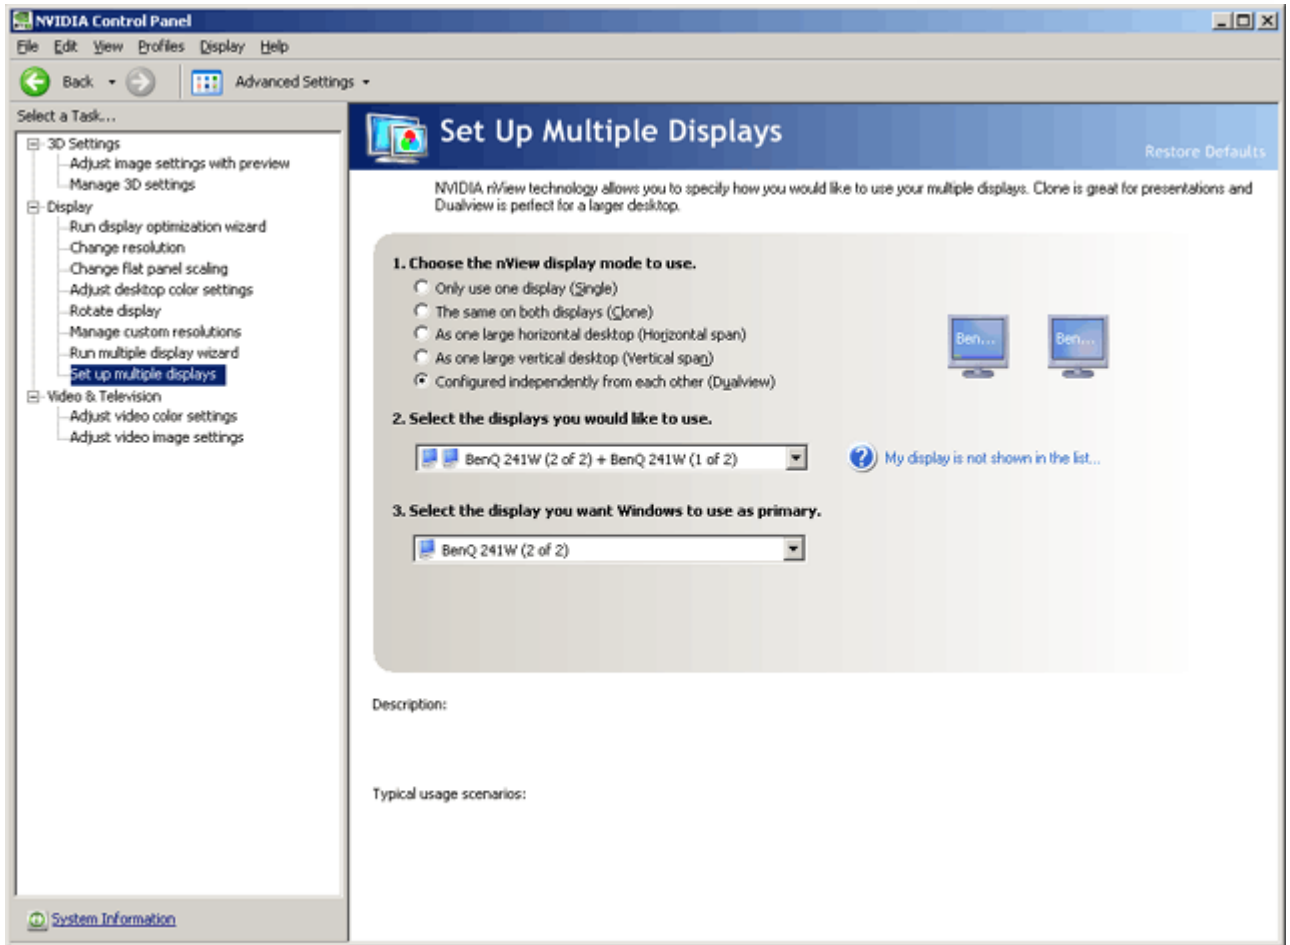 NVIDIA Control Panel
File Edit View Profiles Display Help
Back Advanced Settings
Select a Task...
3D Settings
Adjust image settings with preview
Manage 3D settings
Display
Run display optimization wizard
Change resolution
Change flat panel scaling
Adjust desktop color settings
Rotate display
Manage custom resolutions
Run multiple display wizard
Set up multiple displays
Video & Television
Adjust video color settings
Adjust video image settings
System Information
Set Up Multiple Displays
Restore Defaults
NVIDIA nView technology allows you to specify how you would like to use your multiple displays. Clone is great for presentations and
Dualview is perfect for a larger desktop.
1. Choose the nView display mode to use.
Only use one display (Single)
The same on both displays (Clone)
As one large horizontal desktop (Horizontal span)
As one large vertical desktop (Vertical span)
Configured independently from each other (Dualview)
Ben... Ben...
2. Select the displays you would like to use.
BenQ 241W (2 of 2) + BenQ 241W (1 of 2)
My display is not shown in the list...
3. Select the display you want Windows to use as primary.
BenQ 241W (2 of 2)
Description:
Typical usage scenarios: